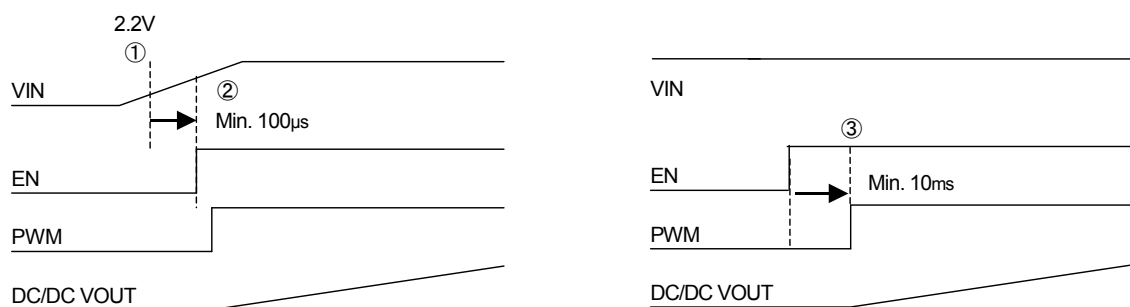 2.2V
①
VIN
②
Min. 100µs
EN
PWM
DC/DC VOUT
VIN
③
EN
Min. 10ms
PWM
DC/DC VOUT